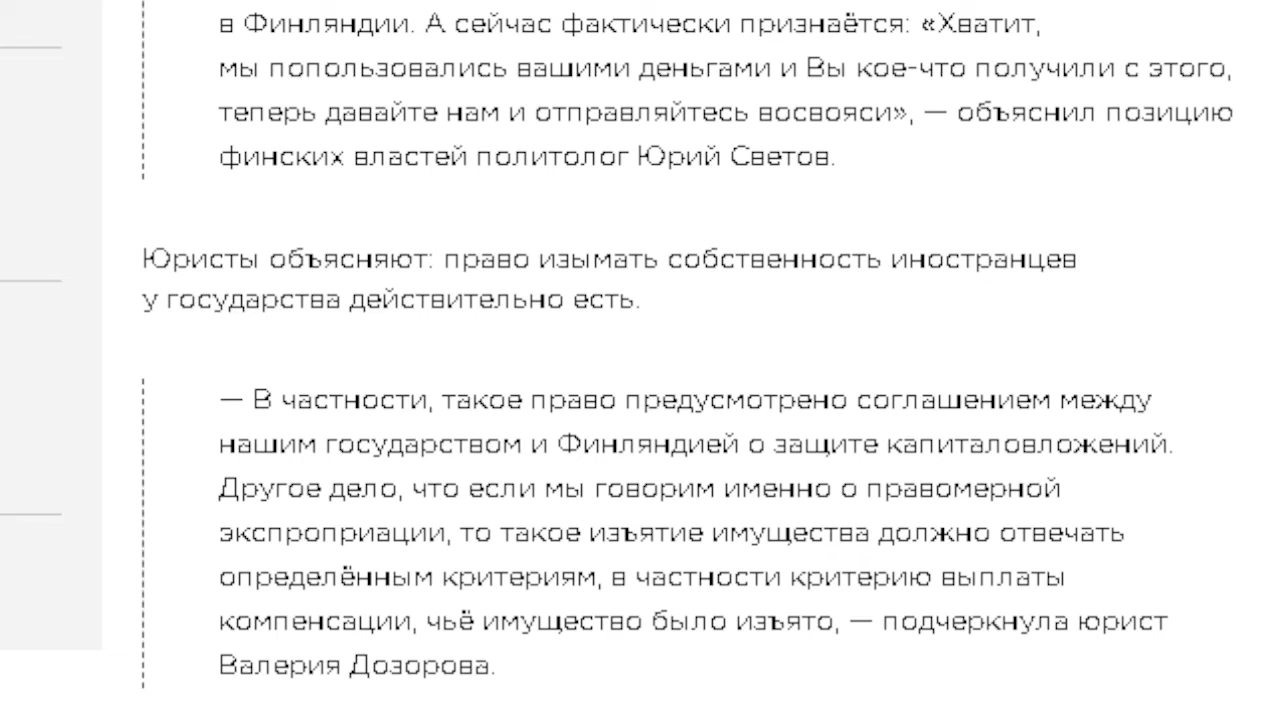 в Финляндии. А сейчас фактически признаётся: «Хватит,
мы попользовались вашими деньгами и Вы кое-что получили с этого,
теперь давайте нам и отправляйтесь восвояси», — объяснил позицию
финских властей политолог Юрий Светов.
Юристы объясняют: право изымать собственность иностранцев
у государства действительно есть.
— В частности, такое право предусмотрено соглашением между
нашим государством и Финляндией о защите капиталовложений.
Другое дело, что если мы говорим именно о правомерной
экспроприации, то такое изъятие имущества должно отвечать
определённым критериям, в частности критерию выплаты
компенсации, чьё имущество было изъято, — подчеркнула юрист
Валерия Дозорова.